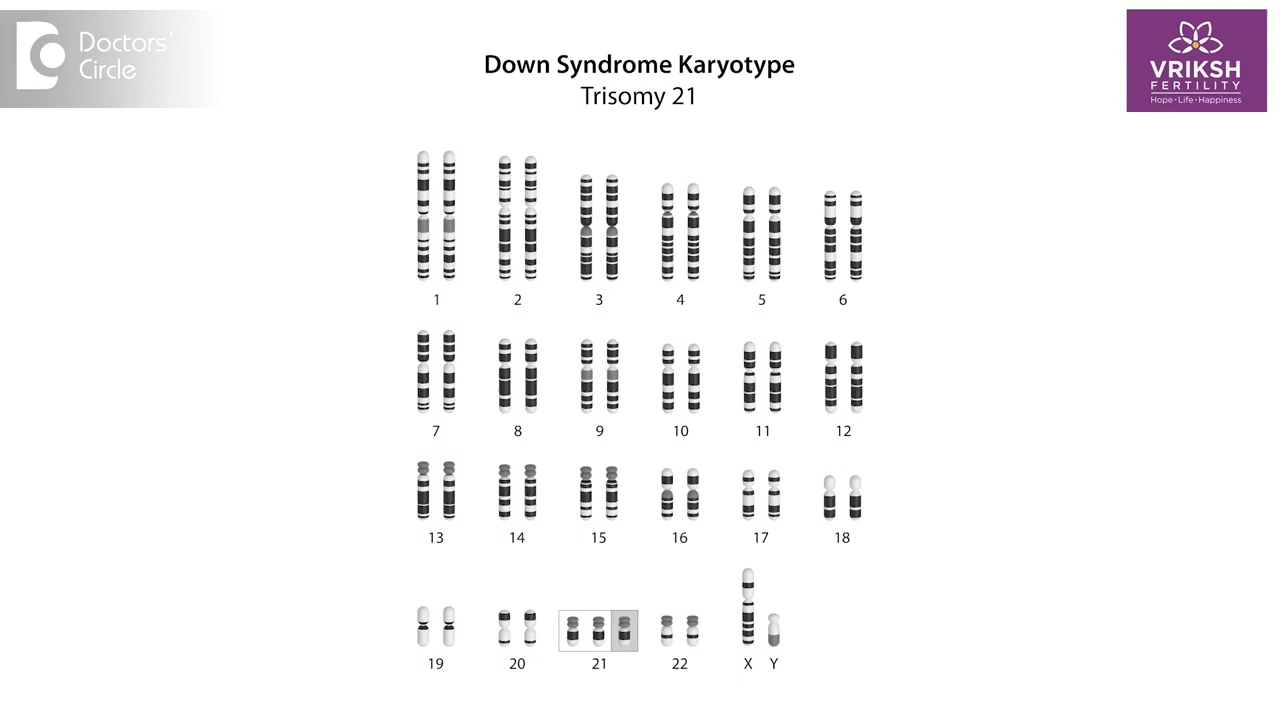 Doctors'
Circle
Down Syndrome Karyotype
Trisomy 21
VRIKSH
FERTILITY
Hope • Life • Happiness
1 2 3 4 5 6
7 8 9 10 11 12
13 14 15 16 17 18
19 20 21 22 X Y